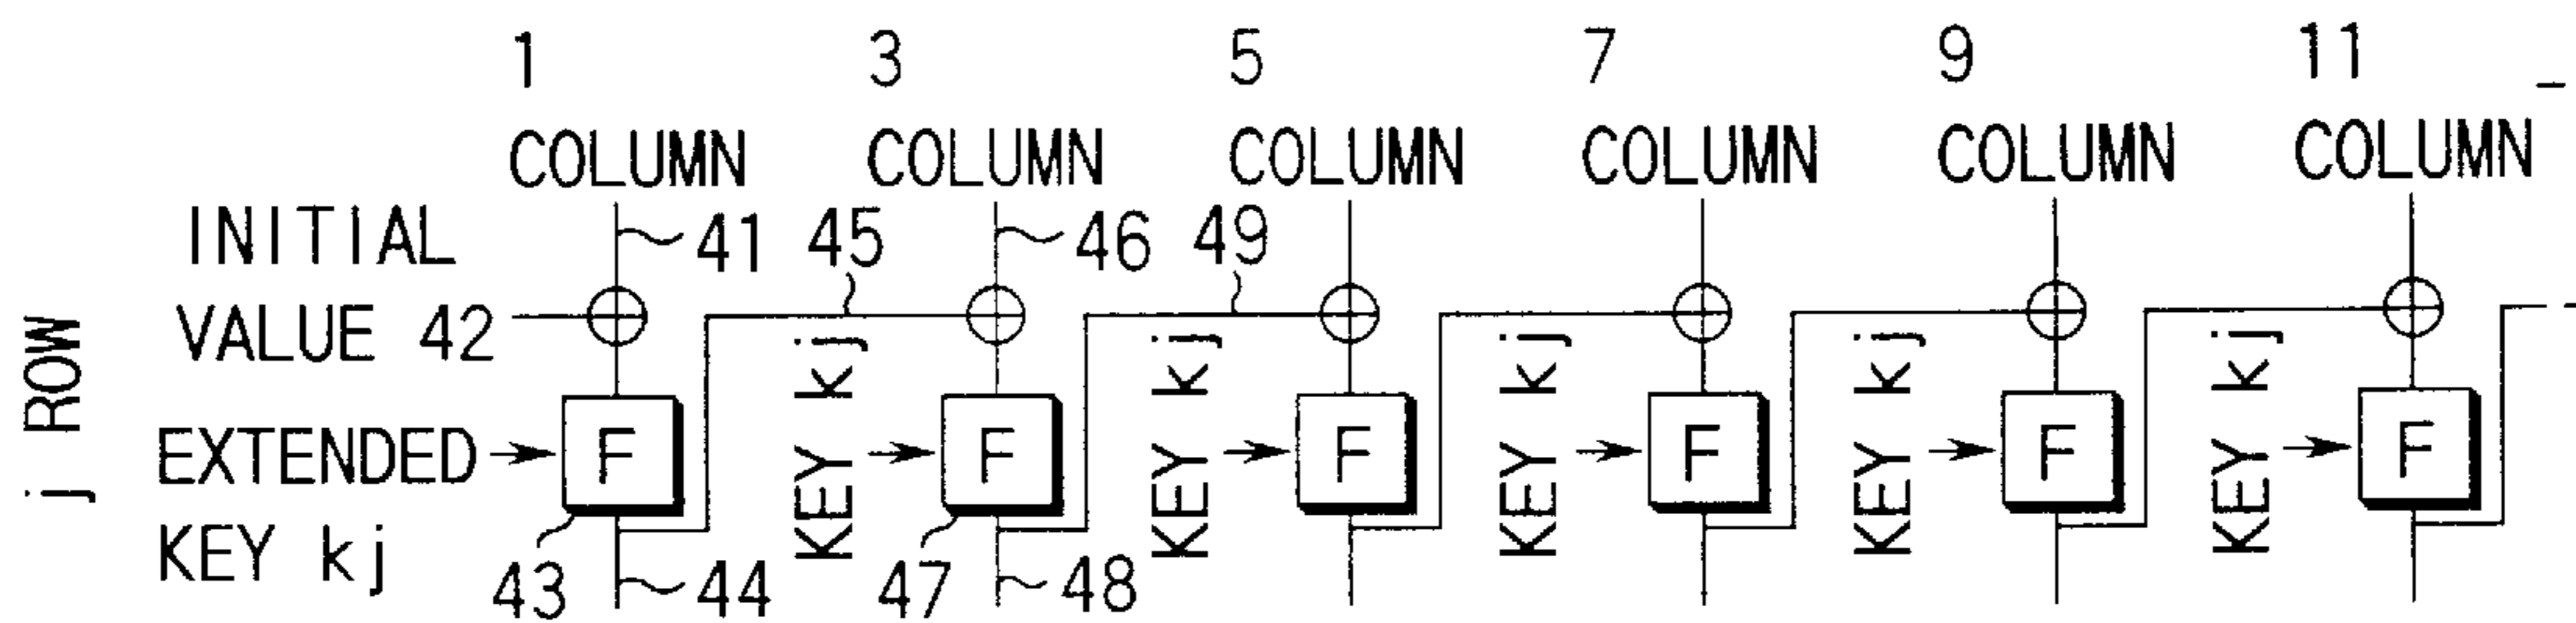 1 3 5 7 9 11
COLUMN COLUMN COLUMN COLUMN COLUMN COLUMN
INITIAL 41 45 46 49
VALUE 42
j ROW
EXTENDED F KEY kj F KEY kj F KEY kj F KEY kj F KEY kj F
KEY kj
43 44 47 48